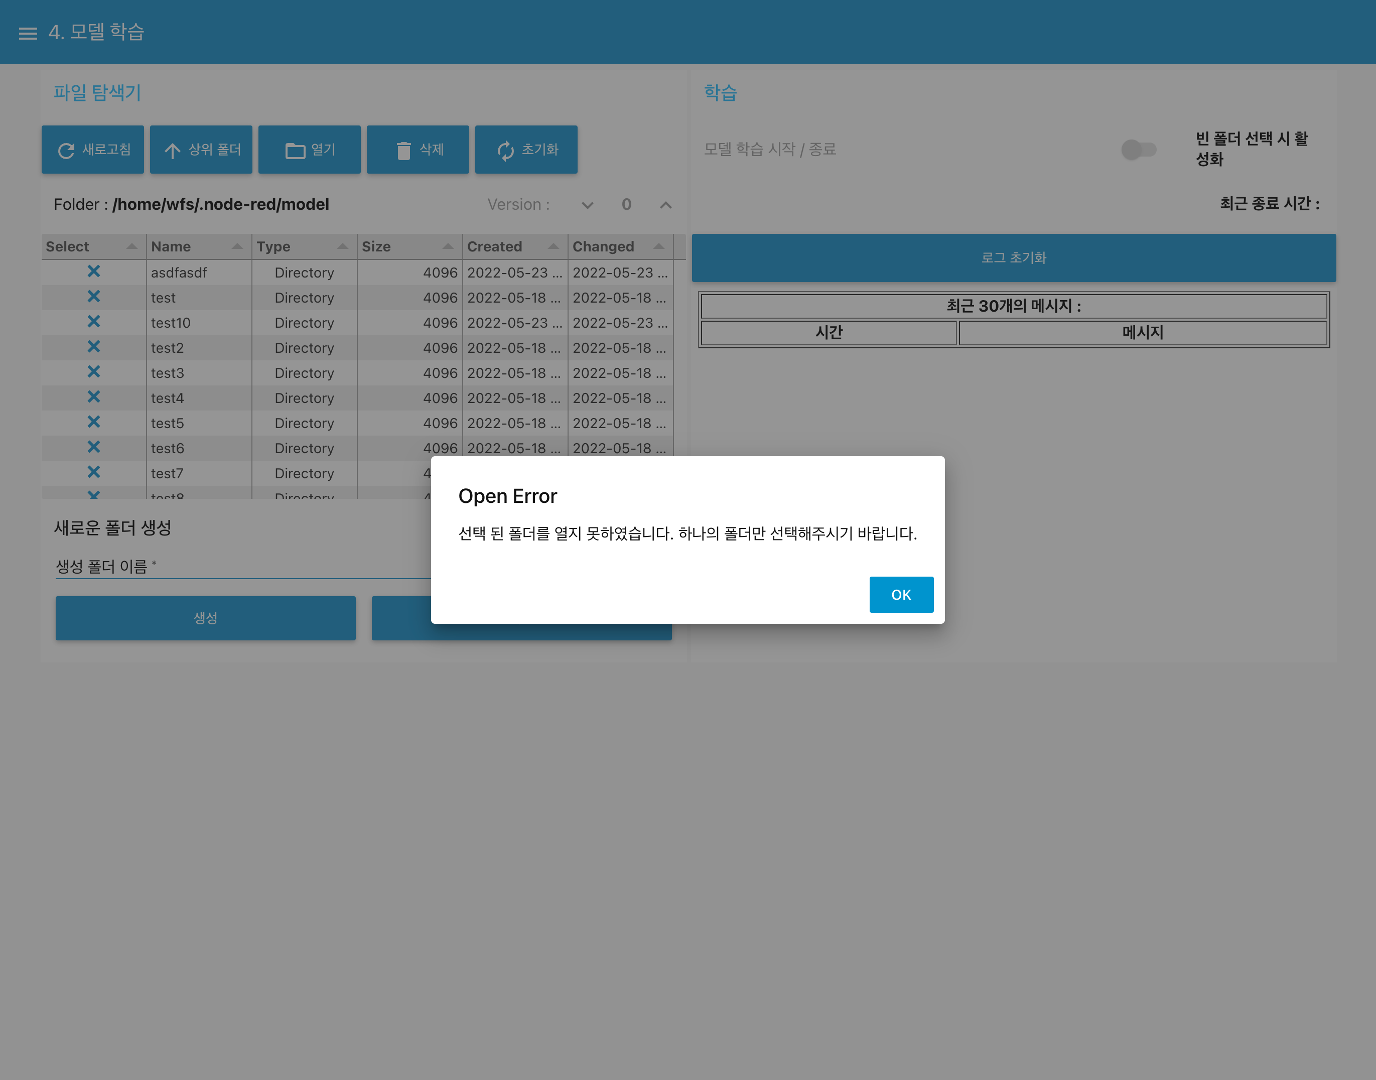 4. 모델 학습
파일 탐색기
새로고침 상위 폴더 열기 삭제 초기화
Folder : /home/wfs/.node-red/model Version : 0
Select Name Type Size Created Changed
asdfasdf Directory 4096 2022-05-23 ... 2022-05-23 ...
test Directory 4096 2022-05-18 ... 2022-05-18 ...
test10 Directory 4096 2022-05-23 ... 2022-05-23 ...
test2 Directory 4096 2022-05-18 ... 2022-05-18 ...
test3 Directory 4096 2022-05-18 ... 2022-05-18 ...
test4 Directory 4096 2022-05-18 ... 2022-05-18 ...
test5 Directory 4096 2022-05-18 ... 2022-05-18 ...
test6 Directory 4096 2022-05-18 ... 2022-05-18 ...
test7 Directory 4
test8 Directory
새로운 폴더 생성
생성 폴더 이름 *
생성
학습
모델 학습 시작 / 종료
빈 폴더 선택 시 활
성화
최근 종료 시간 :
로그 초기화
최근 30개의 메시지 :
시간 메시지
Open Error
선택 된 폴더를 열지 못하였습니다. 하나의 폴더만 선택해주시기 바랍니다.
OK